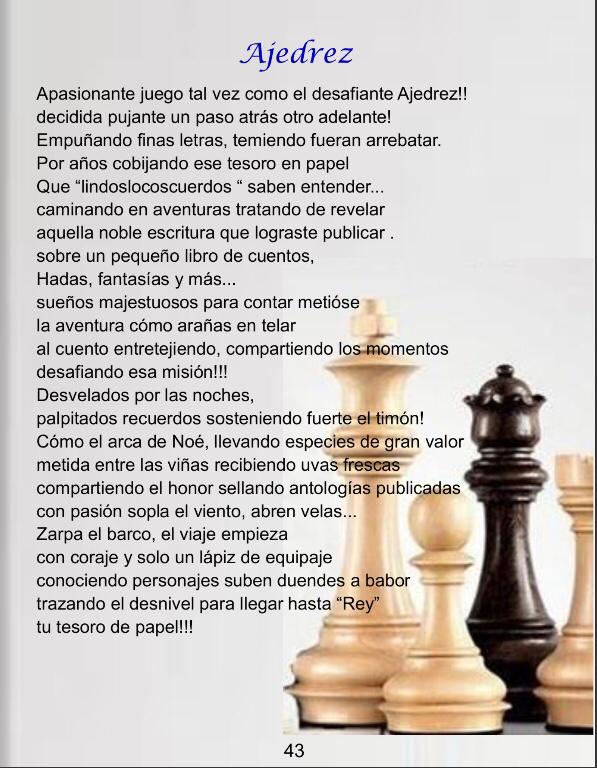 Ajedrez
Apasionante juego tal vez como el desafiante Ajedrez!!
decidida pujante un paso atrás otro adelante!
Empuñando finas letras, temiendo fueran arrebatar.
Por años cobijando ese tesoro en papel
Que “lindoslocoscuerdos “ saben entender...
caminando en aventuras tratando de revelar
aquella noble escritura que lograste publicar .
sobre un pequeño libro de cuentos,
Hadas, fantasías y más...
sueños majestuosos para contar metióse
la aventura cómo arañas en telar
al cuento entretejiendo, compartiendo los momentos
desafiando esa misión!!!
Desvelados por las noches,
palpitados recuerdos sosteniendo fuerte el timón!
Cómo el arca de Noé, llevando especies de gran valor
metida entre las viñas recibiendo uvas frescas
compartiendo el honor sellando antologías publicadas
con pasión sopla el viento, abren velas...
Zarpa el barco, el viaje empieza
con coraje y solo un lápiz de equipaje
conociendo personajes suben duendes a babor
trazando el desnivel para llegar hasta “Rey”
tu tesoro de papel!!!
43